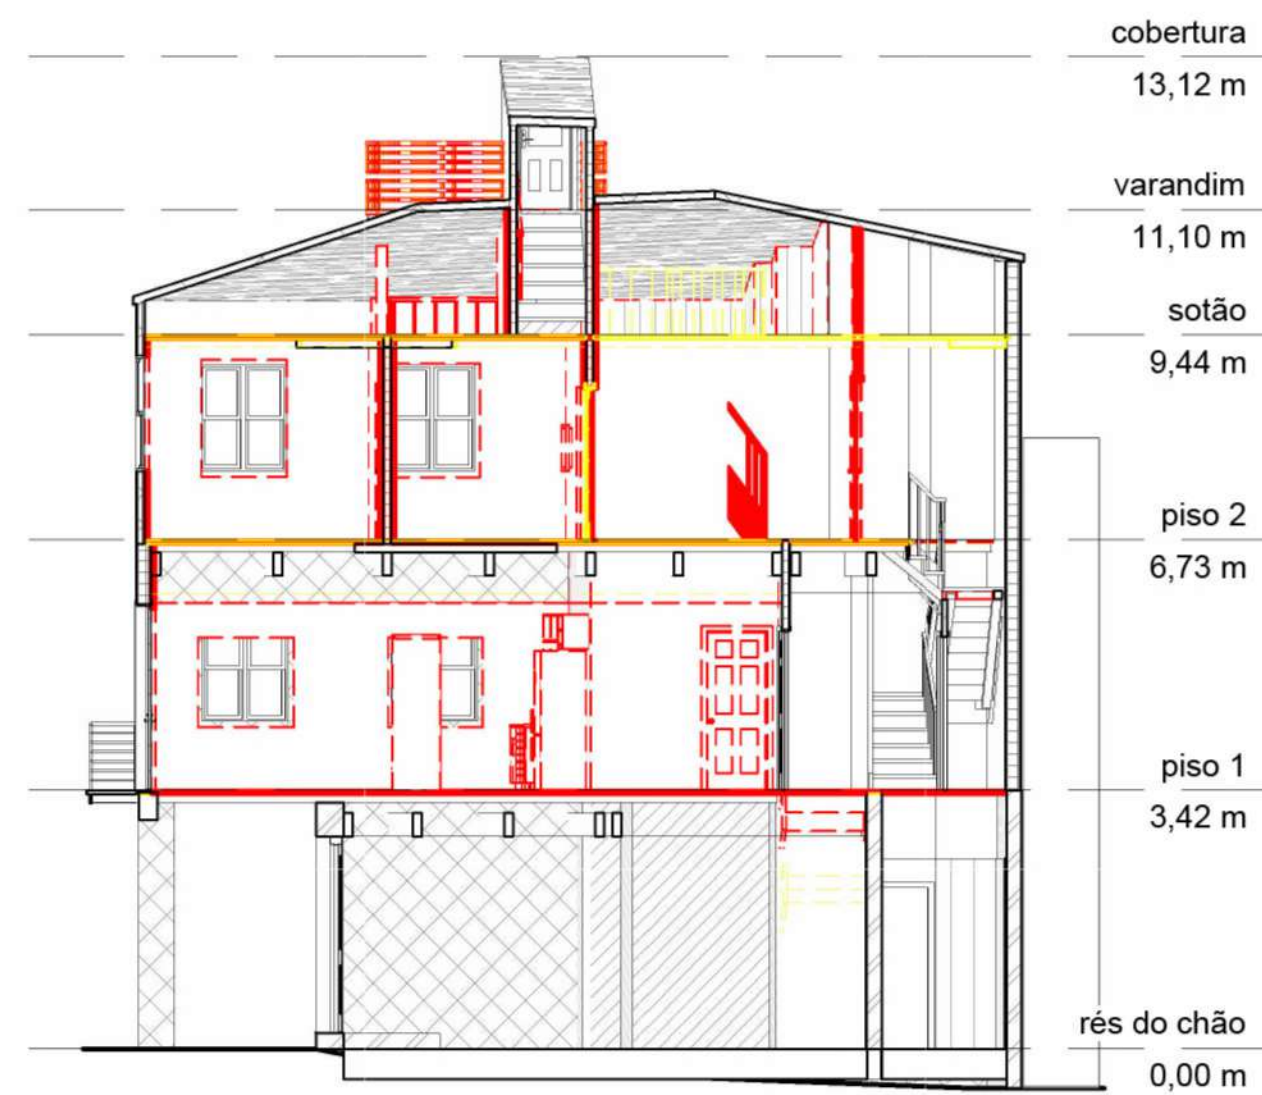 cobertura
13,12 m
varandim
11,10 m
sotão
9,44 m
piso 2
6,73 m
piso 1
3,42 m
rés do chão
0,00 m